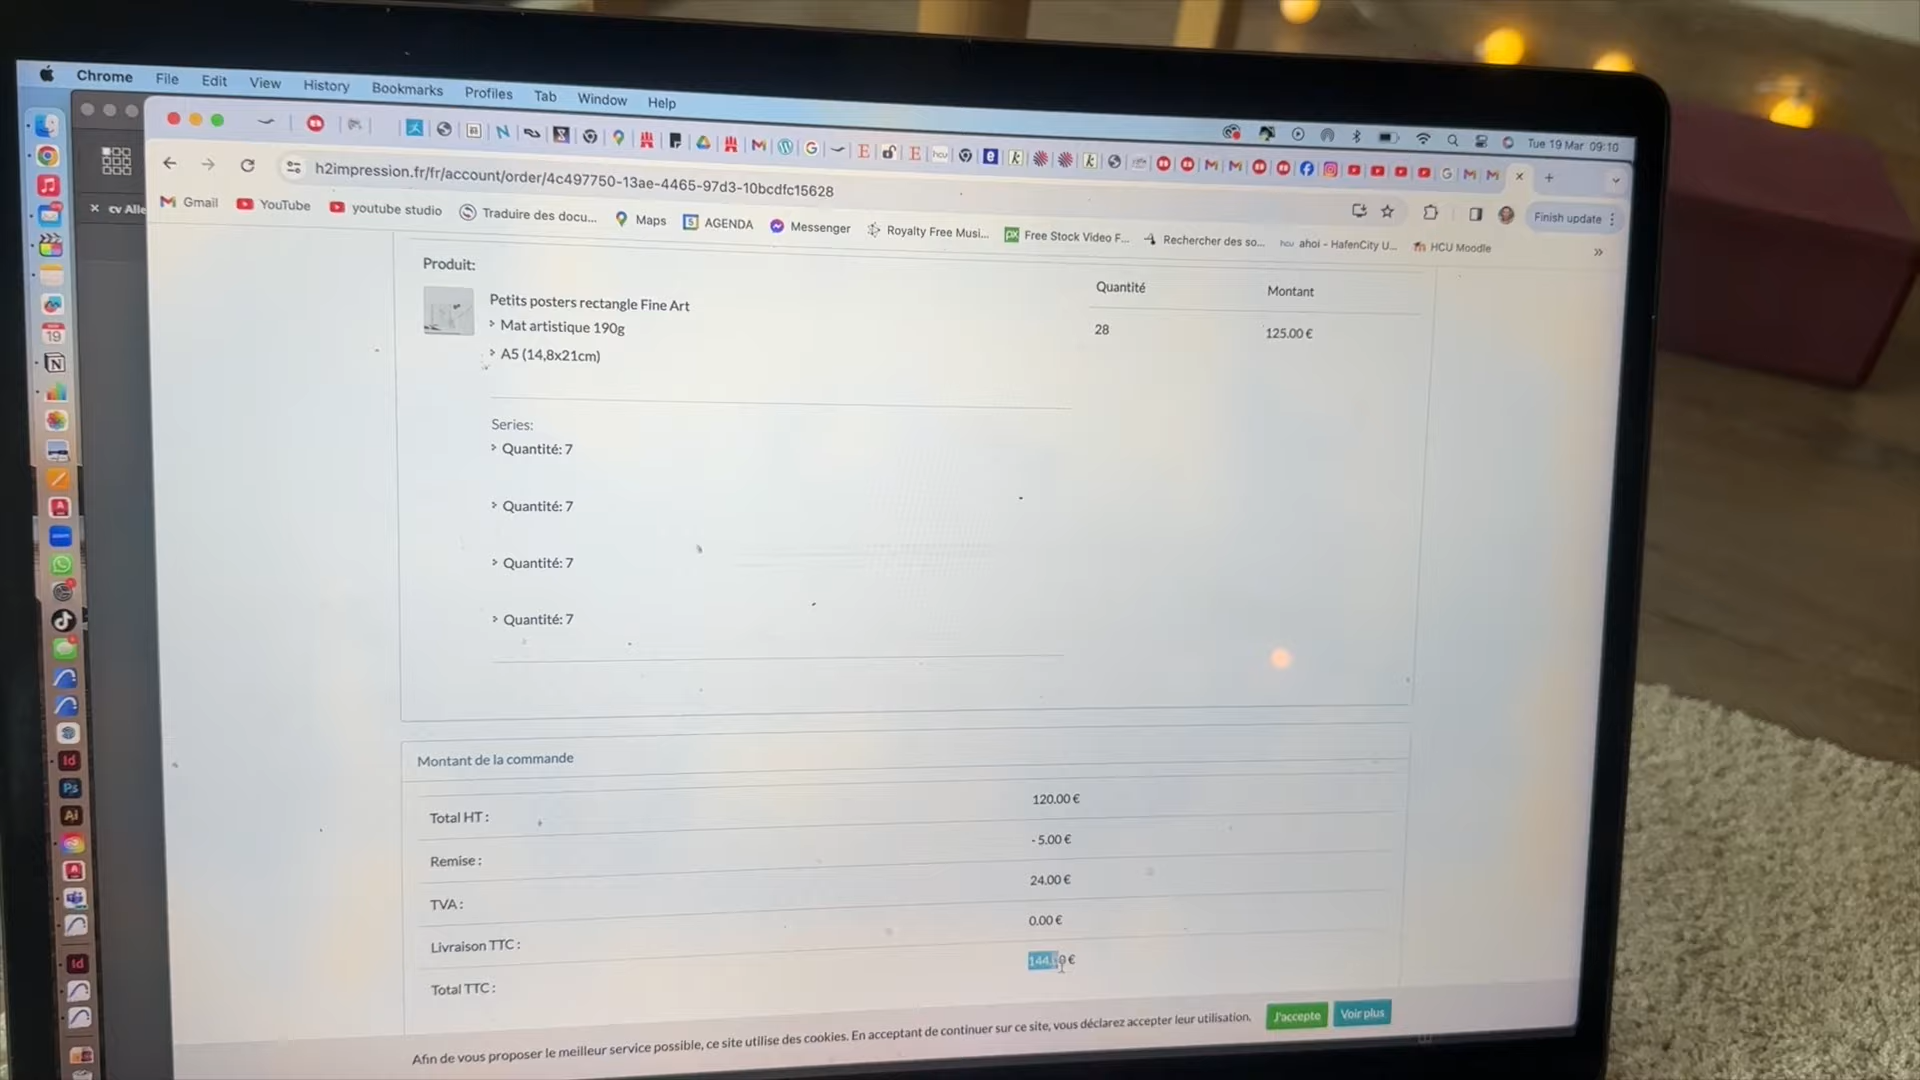 Chrome File Edit View History Bookmarks Profiles Tab Window Help
Tue 19 Mar 09:10
h2impression.fr/fr/account/order/4c497750-13ae-4465-97d3-10bcdfc15628
Finish update
Gmail YouTube youtube studio Traduire des docu... Maps AGENDA Messenger Royalty Free Musi... Free Stock Video F... Rechercher des so... ahoi - HafenCity U... HCU Moodle
cv Alle
Produit:
Quantité Montant
Petits posters rectangle Fine Art
28 125.00 €
> Mat artistique 190g
> A5 (14,8x21cm)
Series:
> Quantité: 7
> Quantité: 7
> Quantité: 7
> Quantité: 7
Montant de la commande
Total HT : 120.00 €
Remise : - 5.00 €
TVA : 24.00 €
Livraison TTC : 0.00 €
Total TTC : 144.00 €
Afin de vous proposer le meilleur service possible, ce site utilise des cookies. En acceptant de continuer sur ce site, vous déclarez accepter leur utilisation.
J'accepte Voir plus